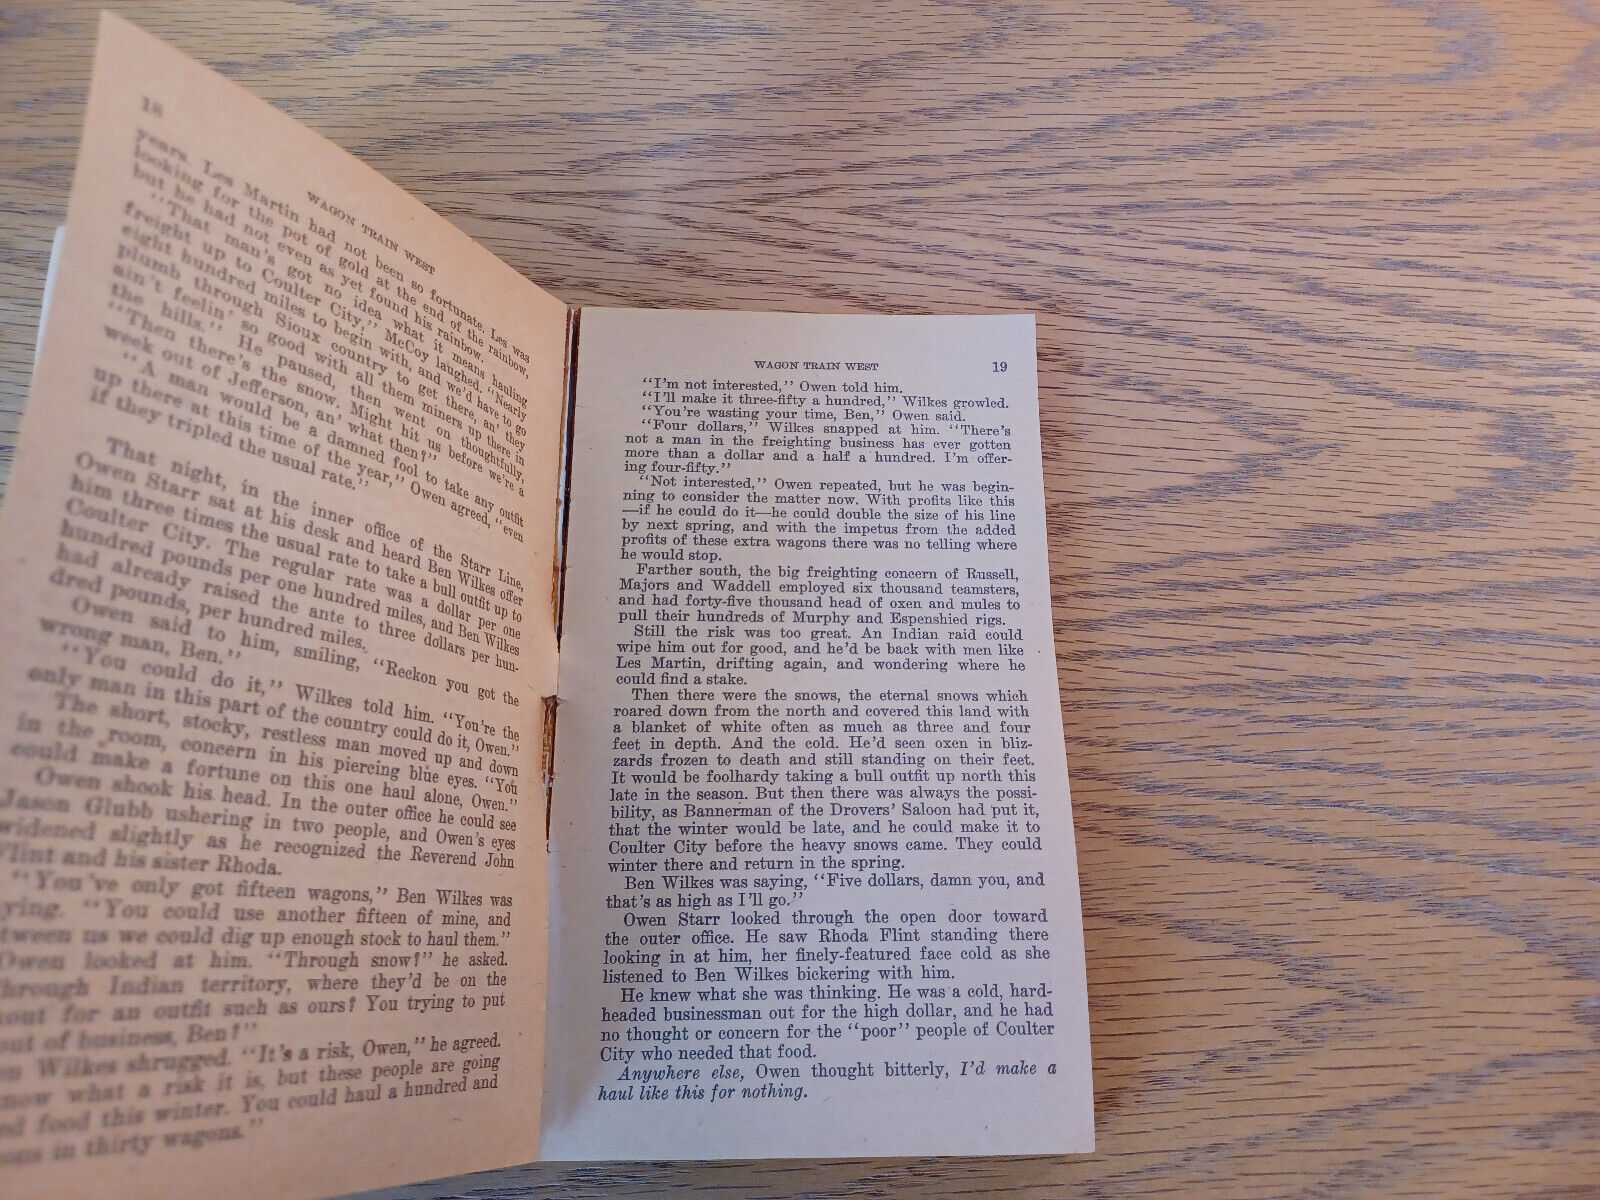 18
WAGON TRAIN WEST
years. Les Martin had not been so fortunate. Les was
looking for the pot of gold at the end of the rainbow,
but he had not even as yet found his rainbow.
"That man's got no idea what it means hauling
freight up to Coulter City," McCoy laughed. "Nearly
eight hundred miles to begin with, and we'd have to go
plumb through Sioux country to get there, an' they
ain't feelin' so good with all them miners up there in
the hills." He paused, then went on thoughtfully,
"Then there's the snow. Might hit us before we're a
week out of Jefferson, an' what then?"
"A man would be a damned fool to take any outfit
up there at this time of the year," Owen agreed, "even
if they tripled the usual rate."
That night, in the inner office of the Starr Line,
Owen Starr sat at his desk and heard Ben Wilkes offer
him three times the usual rate to take a bull outfit up to
Coulter City. The regular rate was a dollar per one
hundred pounds per one hundred miles, and Ben Wilkes
had already raised the ante to three dollars per hun-
dred pounds, per hundred miles.
Owen said to him, smiling, "Reckon you got the
wrong man, Ben."
"You could do it," Wilkes told him. "You're the
only man in this part of the country could do it, Owen."
The short, stocky, restless man moved up and down
in the room, concern in his piercing blue eyes. "You
could make a fortune on this one haul alone, Owen."
Owen shook his head. In the outer office he could see
Jason Glubb ushering in two people, and Owen's eyes
widened slightly as he recognized the Reverend John
Flint and his sister Rhoda.
"You've only got fifteen wagons," Ben Wilkes was
saying. "You could use another fifteen of mine, and
between us we could dig up enough stock to haul them."
Owen looked at him. "Through snow?" he asked.
"Through Indian territory, where they'd be on the
lookout for an outfit such as ours? You trying to put
out of business, Ben?"
Wilkes shrugged. "It's a risk, Owen," he agreed.
what a risk it is, but these people are going
food this winter. You could haul a hundred and
in thirty wagons."
WAGON TRAIN WEST 19
"I'm not interested," Owen told him.
"I'll make it three-fifty a hundred," Wilkes growled.
"You're wasting your time, Ben," Owen said.
"Four dollars," Wilkes snapped at him. "There's
not a man in the freighting business has ever gotten
more than a dollar and a half a hundred. I'm offer-
ing four-fifty."
"Not interested," Owen repeated, but he was begin-
ning to consider the matter now. With profits like this
—if he could do it—he could double the size of his line
by next spring, and with the impetus from the added
profits of these extra wagons there was no telling where
he would stop.
Farther south, the big freighting concern of Russell,
Majors and Waddell employed six thousand teamsters,
and had forty-five thousand head of oxen and mules to
pull their hundreds of Murphy and Espenshied rigs.
Still the risk was too great. An Indian raid could
wipe him out for good, and he'd be back with men like
Les Martin, drifting again, and wondering where he
could find a stake.
Then there were the snows, the eternal snows which
roared down from the north and covered this land with
a blanket of white often as much as three and four
feet in depth. And the cold. He'd seen oxen in bliz-
zards frozen to death and still standing on their feet.
It would be foolhardy taking a bull outfit up north this
late in the season. But then there was always the possi-
bility, as Bannerman of the Drovers' Saloon had put it,
that the winter would be late, and he could make it to
Coulter City before the heavy snows came. They could
winter there and return in the spring.
Ben Wilkes was saying, "Five dollars, damn you, and
that's as high as I'll go."
Owen Starr looked through the open door toward
the outer office. He saw Rhoda Flint standing there
looking in at him, her finely-featured face cold as she
listened to Ben Wilkes bickering with him.
He knew what she was thinking. He was a cold, hard-
headed businessman out for the high dollar, and he had
no thought or concern for the "poor" people of Coulter
City who needed that food.
Anywhere else, Owen thought bitterly, I'd make a
haul like this for nothing.